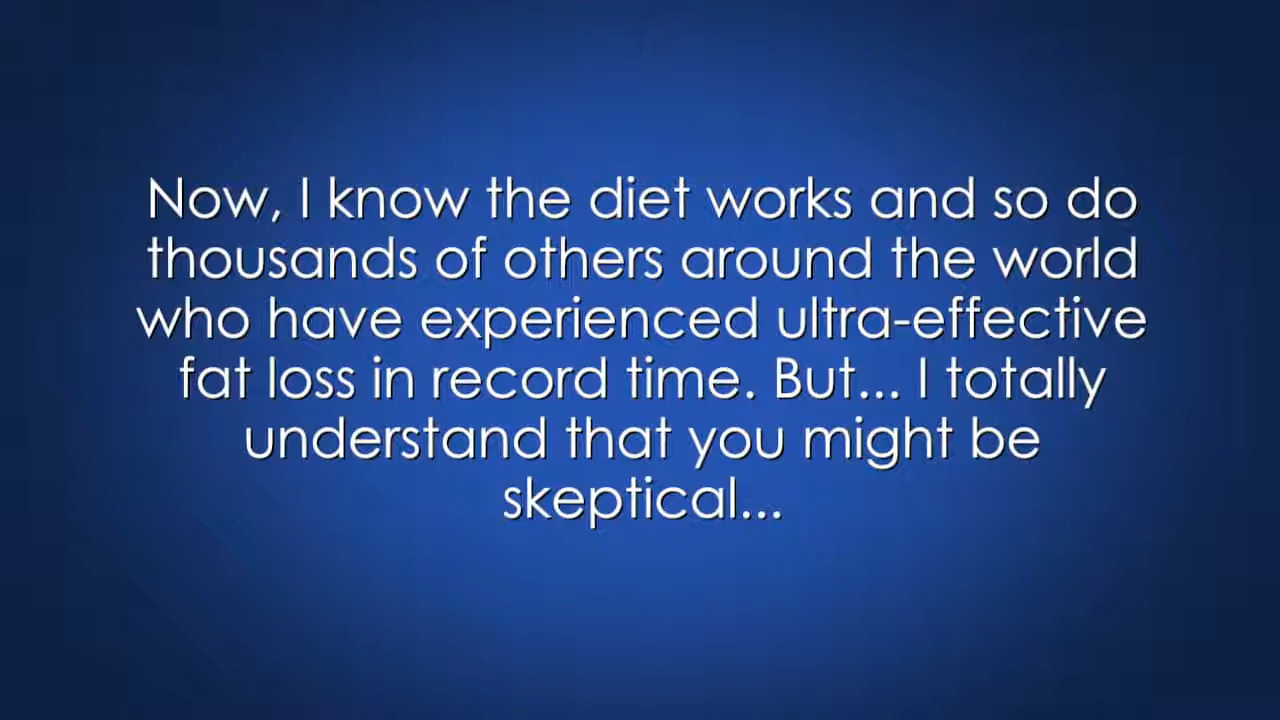 Now, I know the diet works and so do
thousands of others around the world
who have experienced ultra-effective
fat loss in record time. But... I totally
understand that you might be
skeptical...